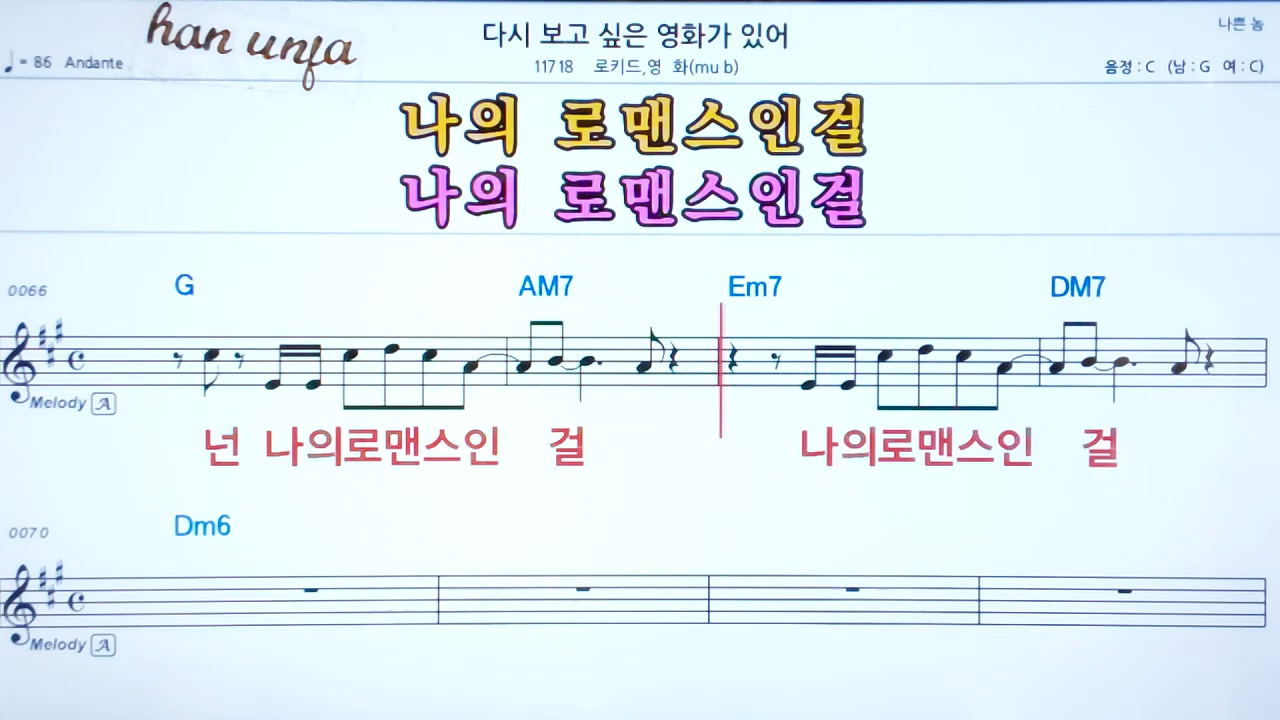 han unfa
다시 보고 싶은 영화가 있어
나쁜 놈
♩= 86 Andante
11718 로키드,영 화(mu b)
음정 : C (남 : G 여 : C)
나의 로맨스인걸
나의 로맨스인걸
0066
G AM7 Em7 DM7
Melody A
넌 나의로맨스인 걸 나의로맨스인 걸
0070
Dm6
Melody A